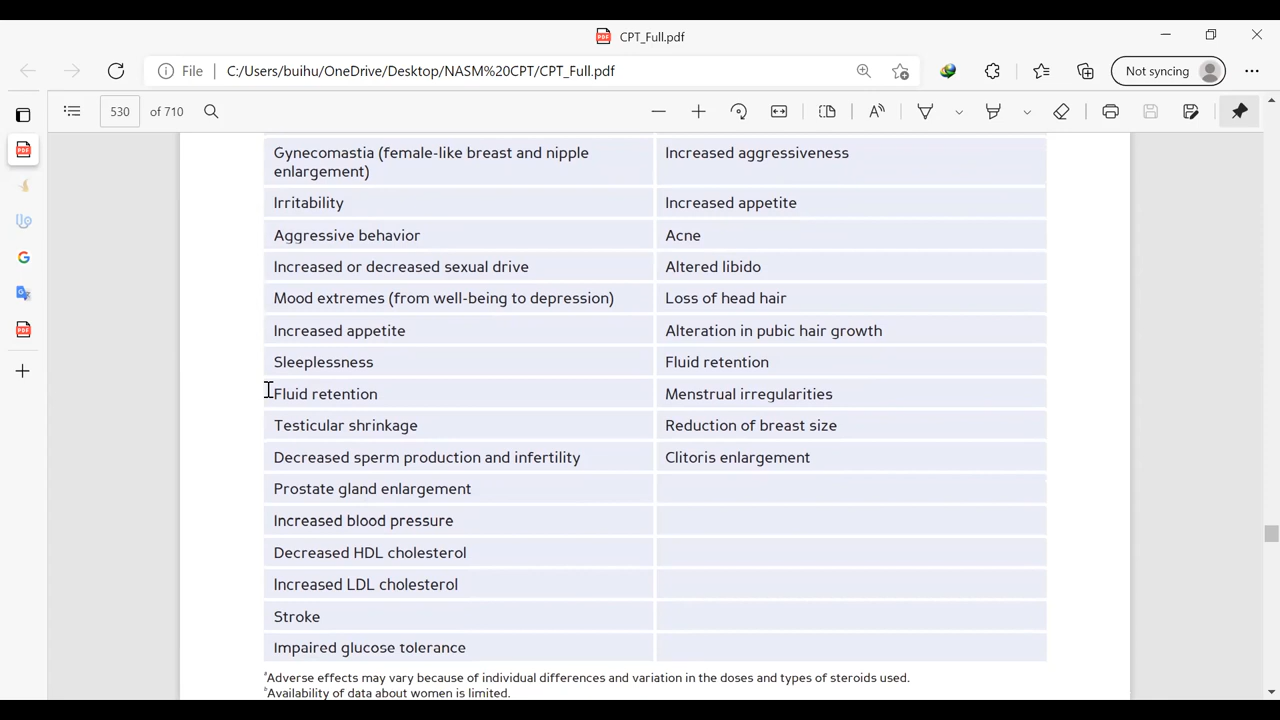 CPT_Full.pdf
File C:/Users/buihu/OneDrive/Desktop/NASM%20CPT/CPT_Full.pdf Not syncing
530 of 710
Gynecomastia (female-like breast and nipple
enlargement)
Increased aggressiveness
Irritability
Increased appetite
Aggressive behavior
Acne
Increased or decreased sexual drive
Altered libido
Mood extremes (from well-being to depression)
Loss of head hair
Increased appetite
Alteration in pubic hair growth
Sleeplessness
Fluid retention
Fluid retention
Menstrual irregularities
Testicular shrinkage
Reduction of breast size
Decreased sperm production and infertility
Clitoris enlargement
Prostate gland enlargement
Increased blood pressure
Decreased HDL cholesterol
Increased LDL cholesterol
Stroke
Impaired glucose tolerance
ᵃAdverse effects may vary because of individual differences and variation in the doses and types of steroids used.
ᵇAvailability of data about women is limited.